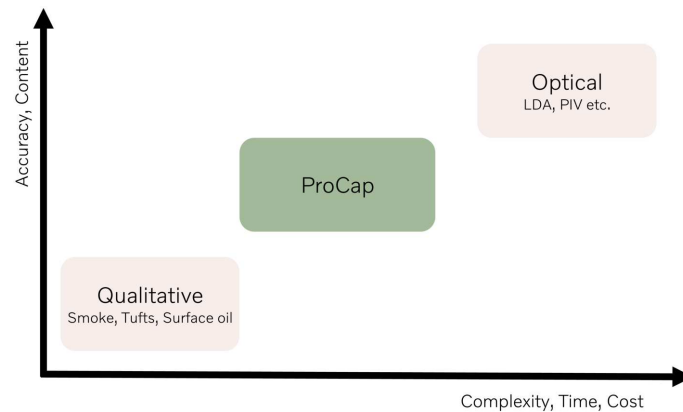 Accuracy, Content
Optical
LDA, PIV etc.
ProCap
Qualitative
Smoke, Tufts, Surface oil
Complexity, Time, Cost